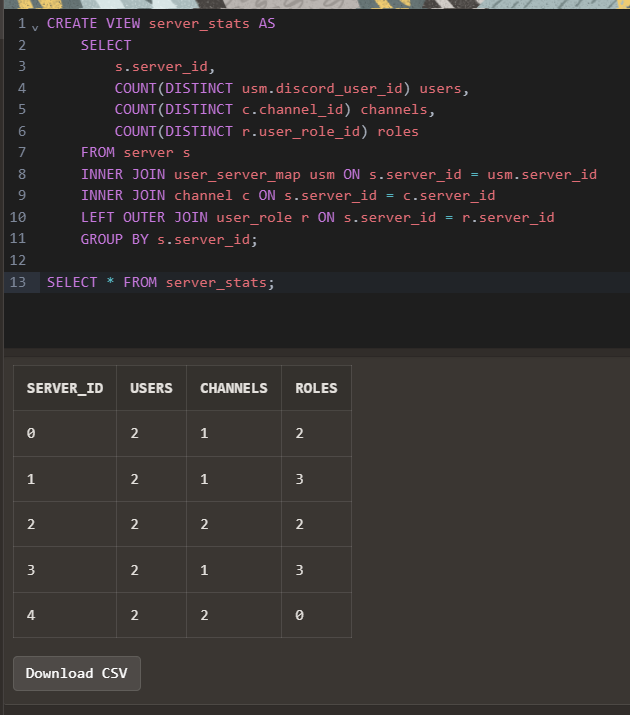 1 CREATE VIEW server_stats AS
2 SELECT
3 s.server_id,
4 COUNT(DISTINCT usm.discord_user_id) users,
5 COUNT(DISTINCT c.channel_id) channels,
6 COUNT(DISTINCT r.user_role_id) roles
7 FROM server s
8 INNER JOIN user_server_map usm ON s.server_id = usm.server_id
9 INNER JOIN channel c ON s.server_id = c.server_id
10 LEFT OUTER JOIN user_role r ON s.server_id = r.server_id
11 GROUP BY s.server_id;
12
13 SELECT * FROM server_stats;
SERVER_ID USERS CHANNELS ROLES
0 2 1 2
1 2 1 3
2 2 2 2
3 2 1 3
4 2 2 0
Download CSV